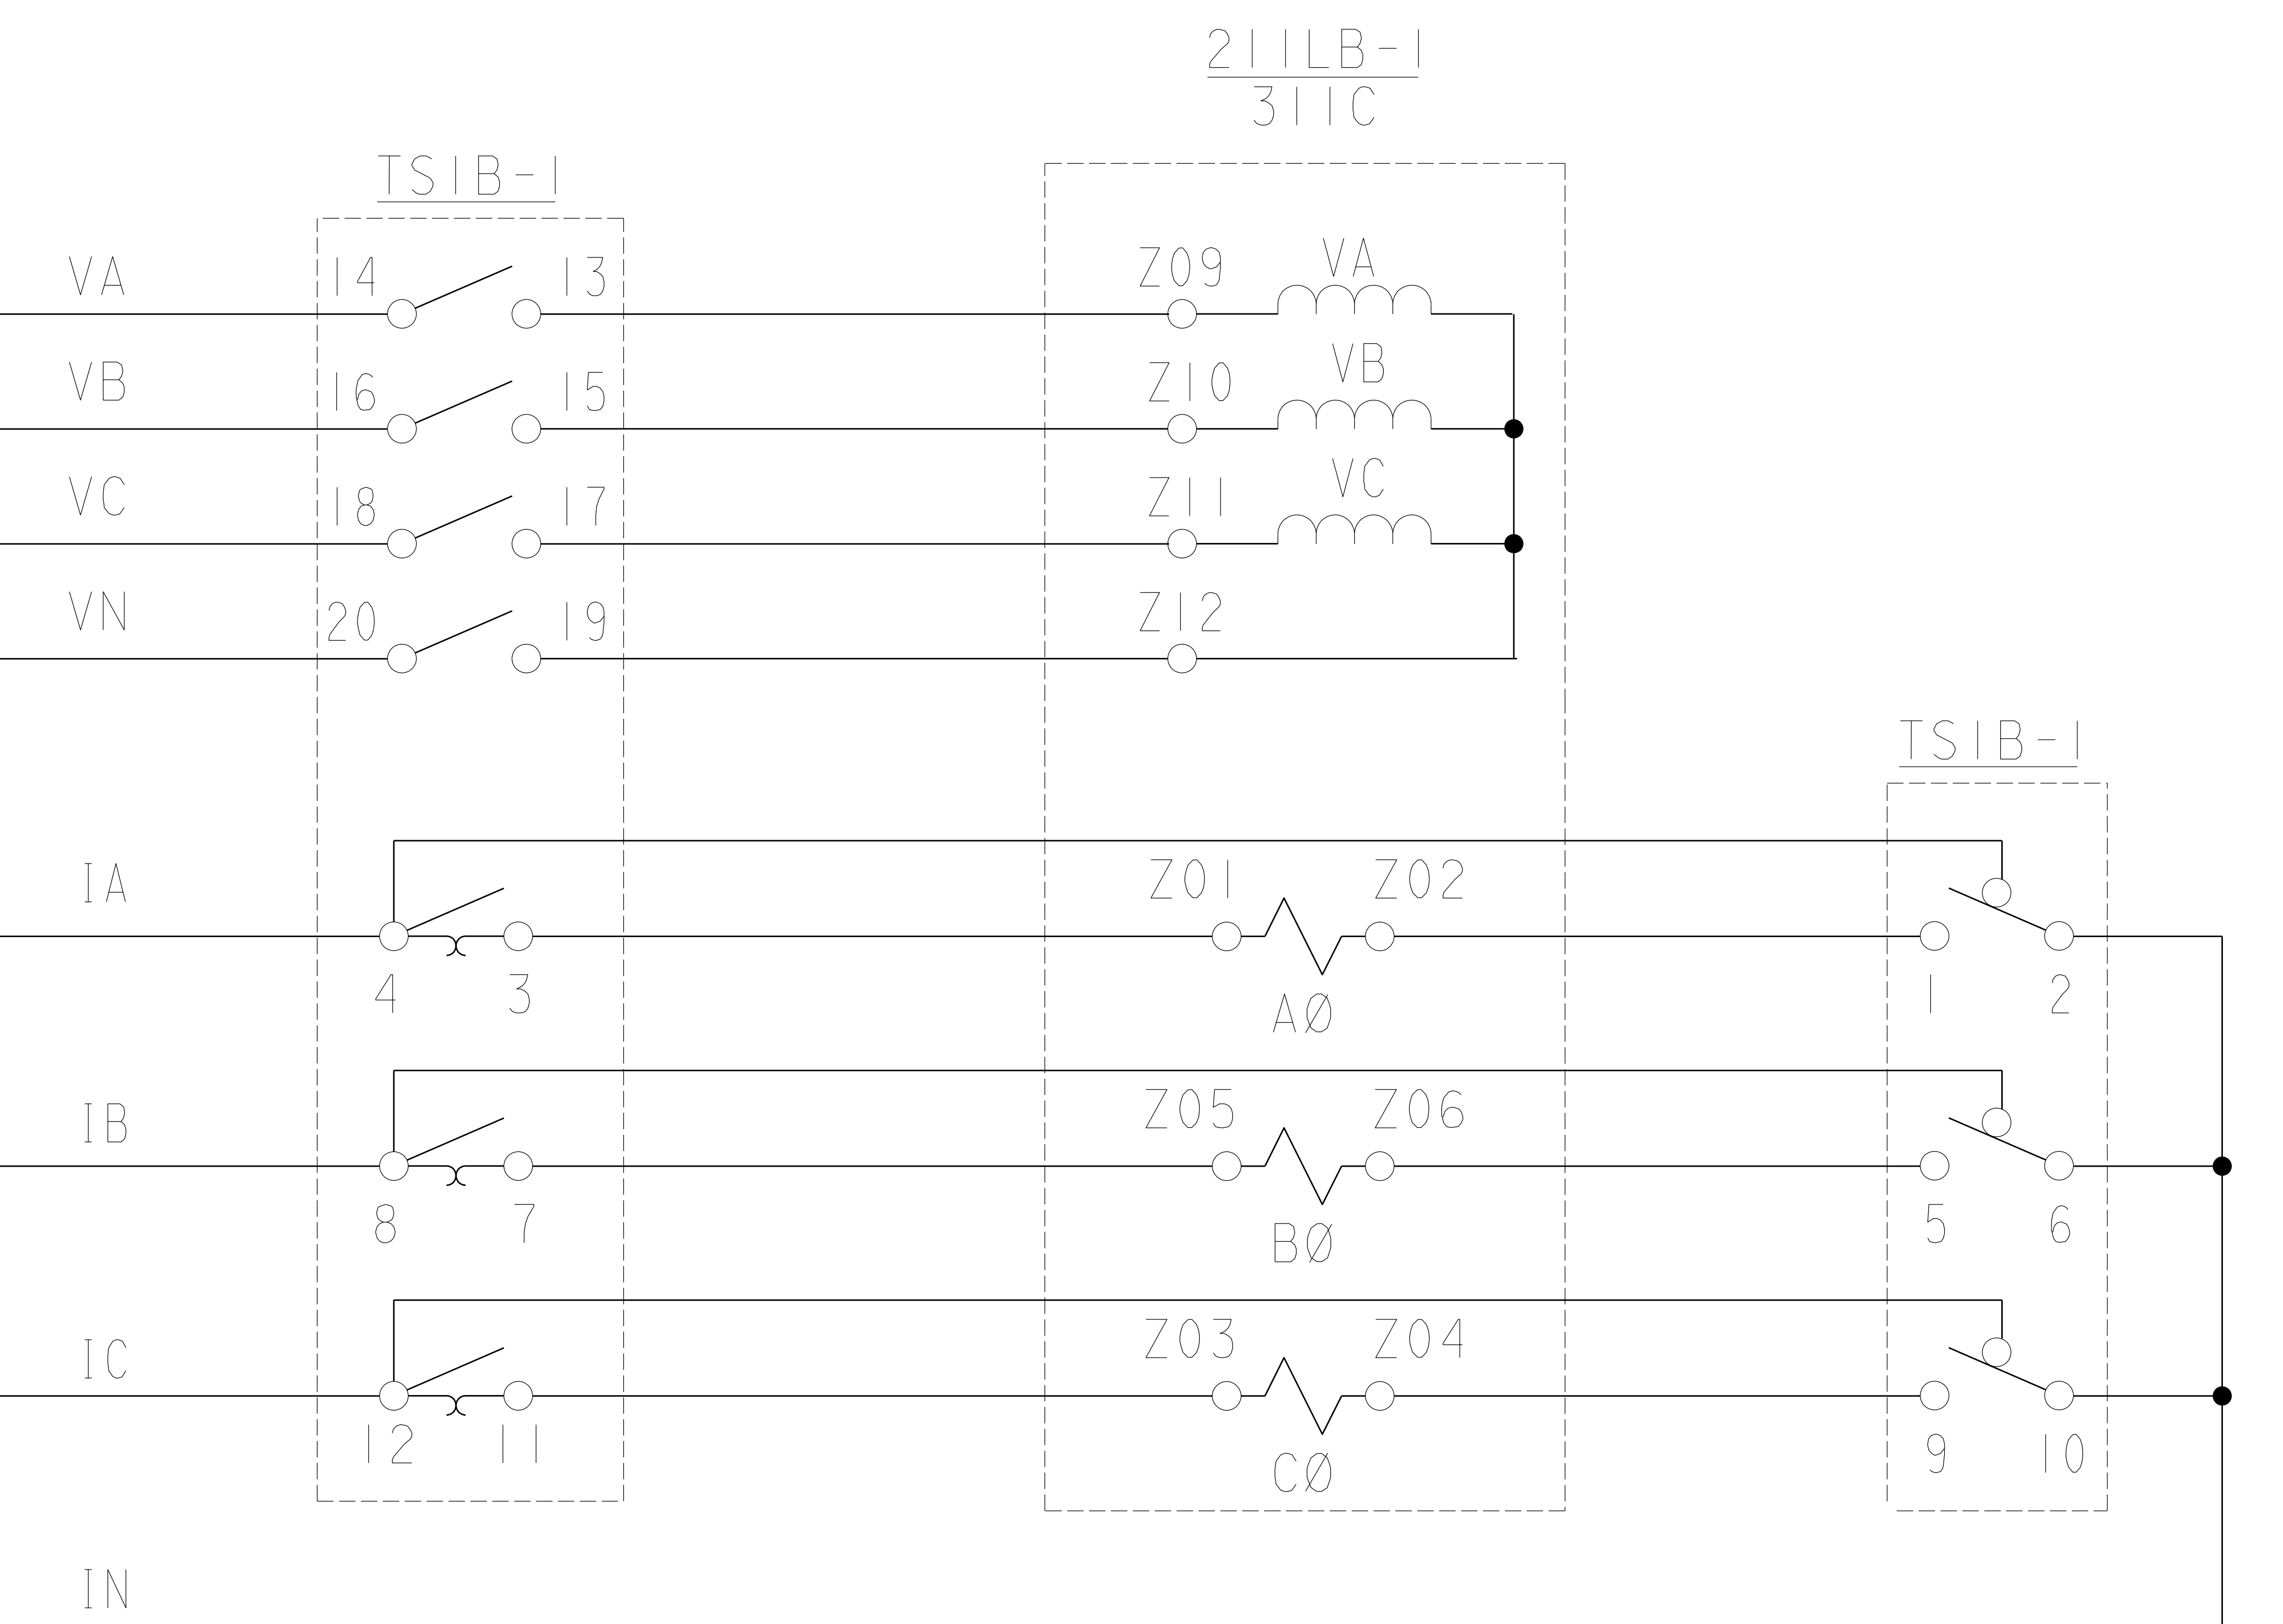 211LB-1
311C
TS1B-1
VA 14 13 Z09 VA
VB 16 15 Z10 VB
VC 18 17 Z11 VC
VN 20 19 Z12
TS1B-1
IA Z01 Z02
4 3 AØ 1 2
IB Z05 Z06
8 7 BØ 5 6
IC Z03 Z04
12 11 CØ 9 10
IN